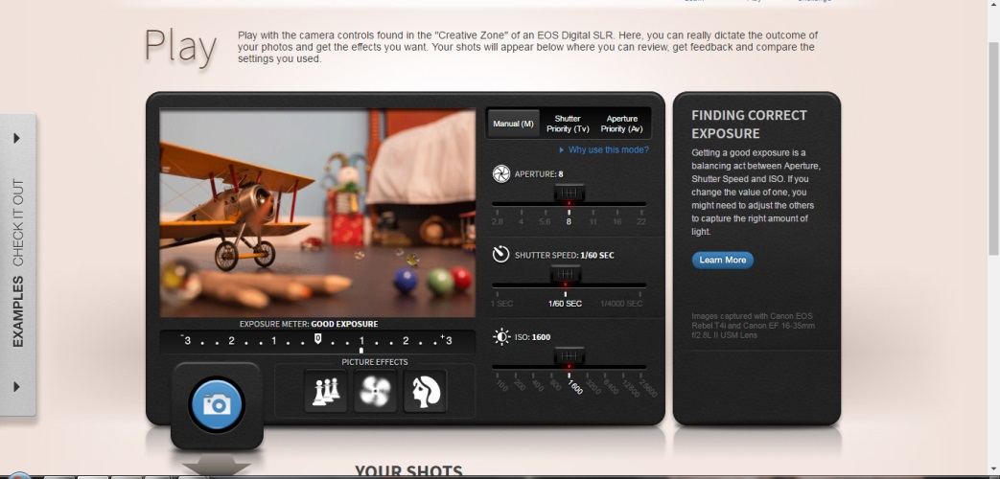 Play
Play with the camera controls found in the "Creative Zone" of an EOS Digital SLR. Here, you can really dictate the outcome of
your photos and get the effects you want. Your shots will appear below where you can review, get feedback and compare the
settings you used.
EXAMPLES CHECK IT OUT
Manual (M)
Shutter
Priority (Tv)
Aperture
Priority (Av)
Why use this mode?
APERTURE: 8
2.8 4 5.6 8 11 16 22
SHUTTER SPEED: 1/60 SEC
1 SEC 1/60 SEC 1/4000 SEC
ISO: 1600
100 200 400 800 1600 3200 6400 12800 25600
EXPOSURE METER: GOOD EXPOSURE
-3 . . 2 . . 1 . . 0 . . 1 . . 2 . . +3
PICTURE EFFECTS
FINDING CORRECT
EXPOSURE
Getting a good exposure is a
balancing act between Aperture,
Shutter Speed and ISO. If you
change the value of one, you
might need to adjust the others
to capture the right amount of
light.
Learn More
Images captured with Canon EOS
Rebel T4i and Canon EF 16-35mm
f/2.8L II USM Lens
YOUR SHOTS